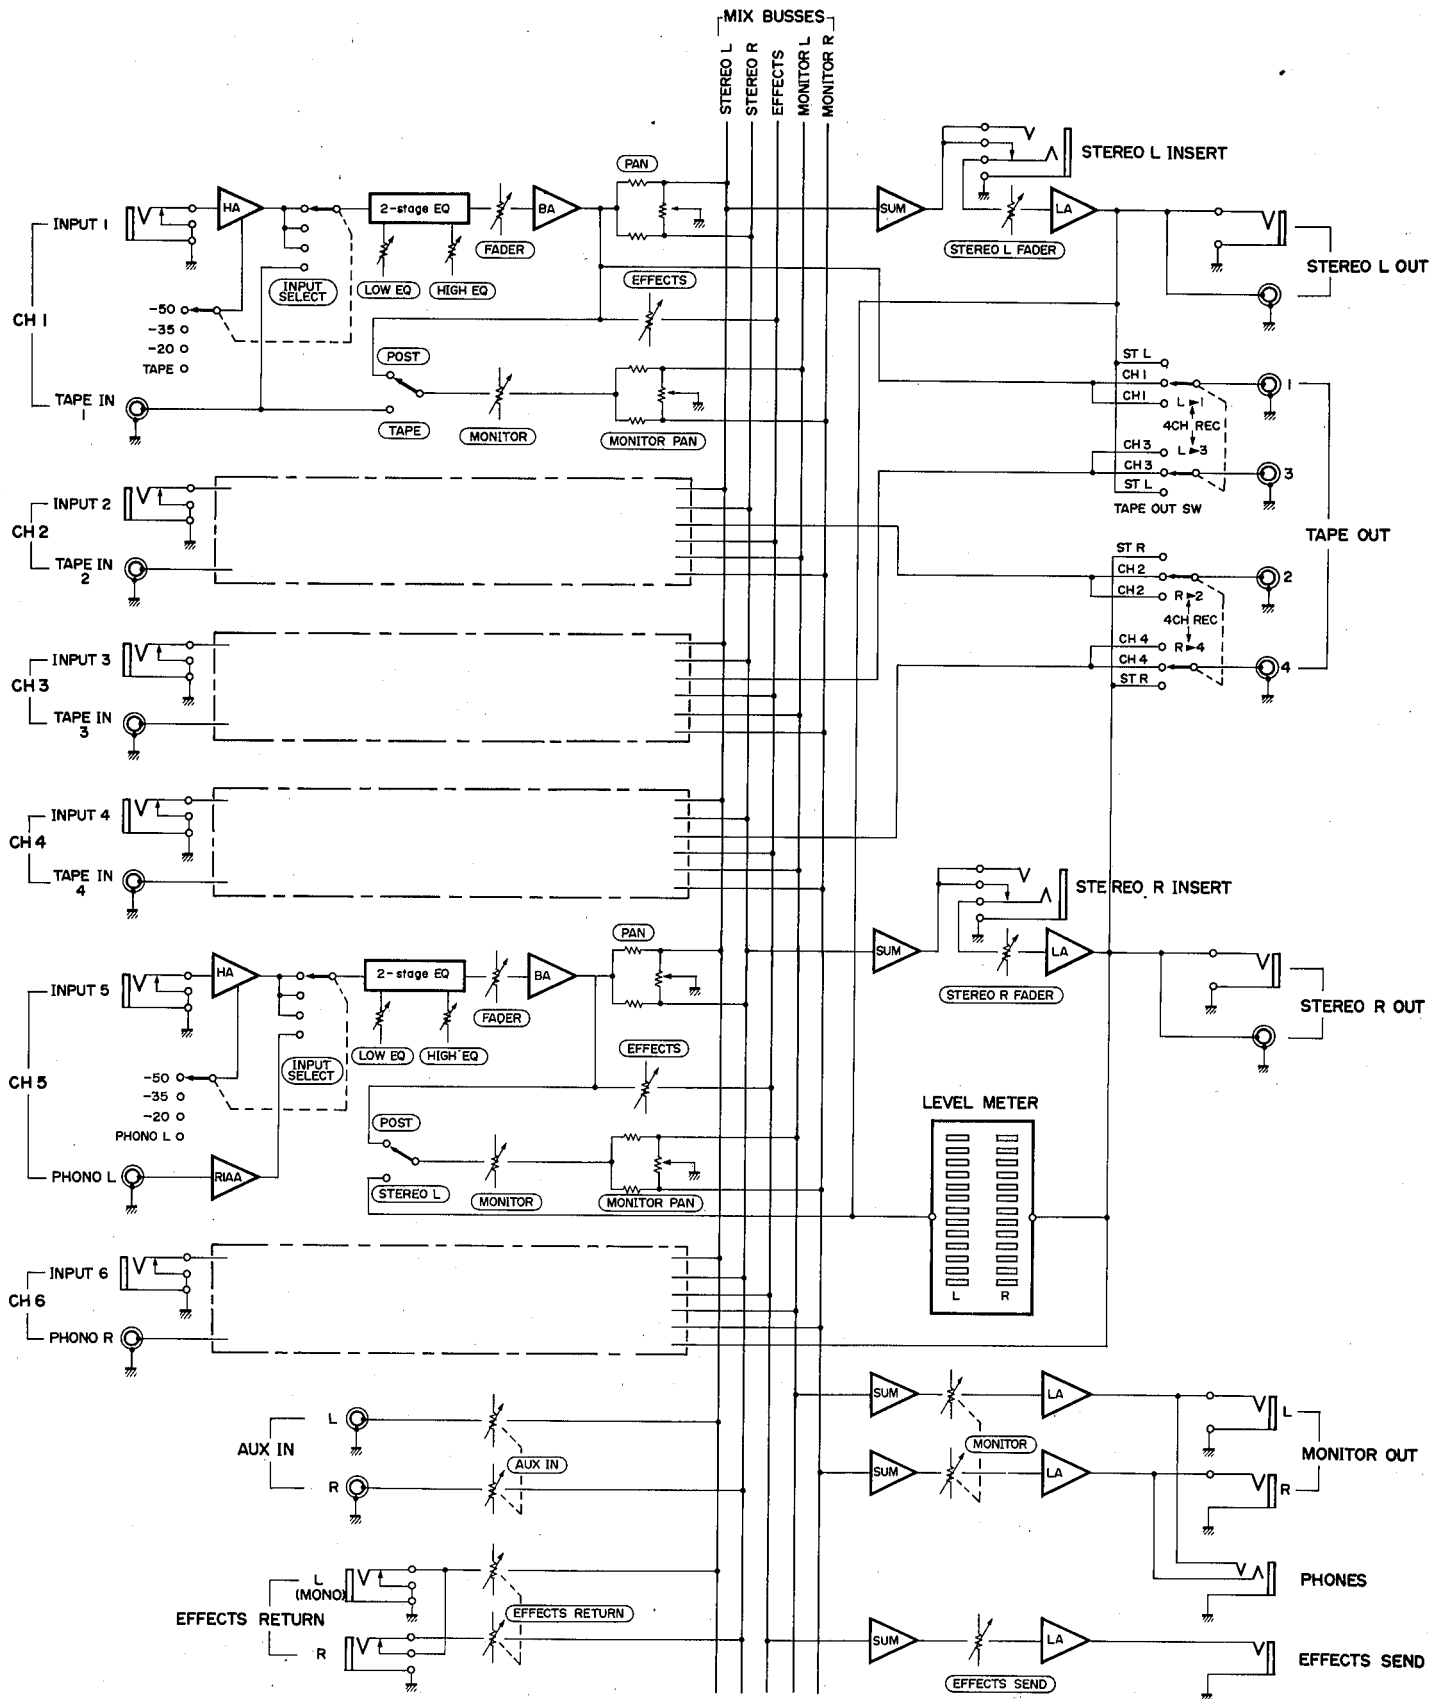 MIX BUSSES
STEREO L
STEREO R
EFFECTS
MONITOR L
MONITOR R
CH 1
INPUT 1
HA
-50
-35
-20
TAPE
INPUT
SELECT
2-stage EQ
LOW EQ
HIGH EQ
FADER
BA
PAN
EFFECTS
POST
TAPE
MONITOR
MONITOR PAN
TAPE IN
1
CH 2
INPUT 2
TAPE IN
2
CH 3
INPUT 3
TAPE IN
3
CH 4
INPUT 4
TAPE IN
4
CH 5
INPUT 5
HA
-50
-35
-20
PHONO L
INPUT
SELECT
2-stage EQ
LOW EQ
HIGH EQ
FADER
BA
PAN
EFFECTS
POST
STEREO L
MONITOR
MONITOR PAN
PHONO L
RIAA
CH 6
INPUT 6
PHONO R
AUX IN
L
R
AUX IN
EFFECTS RETURN
L
(MONO)
R
EFFECTS RETURN
SUM
STEREO L INSERT
STEREO L FADER
LA
STEREO L OUT
ST L
CH 1
CH 1
L ► 1
4CH REC
L ► 3
CH 3
CH 3
ST L
TAPE OUT SW
1
3
TAPE OUT
ST R
CH 2
CH 2
R ► 2
4CH REC
R ► 4
CH 4
CH 4
ST R
2
4
SUM
STEREO R INSERT
STEREO R FADER
LA
STEREO R OUT
LEVEL METER
L
R
SUM
LA
L
MONITOR
MONITOR OUT
SUM
LA
R
PHONES
SUM
EFFECTS SEND
LA
EFFECTS SEND